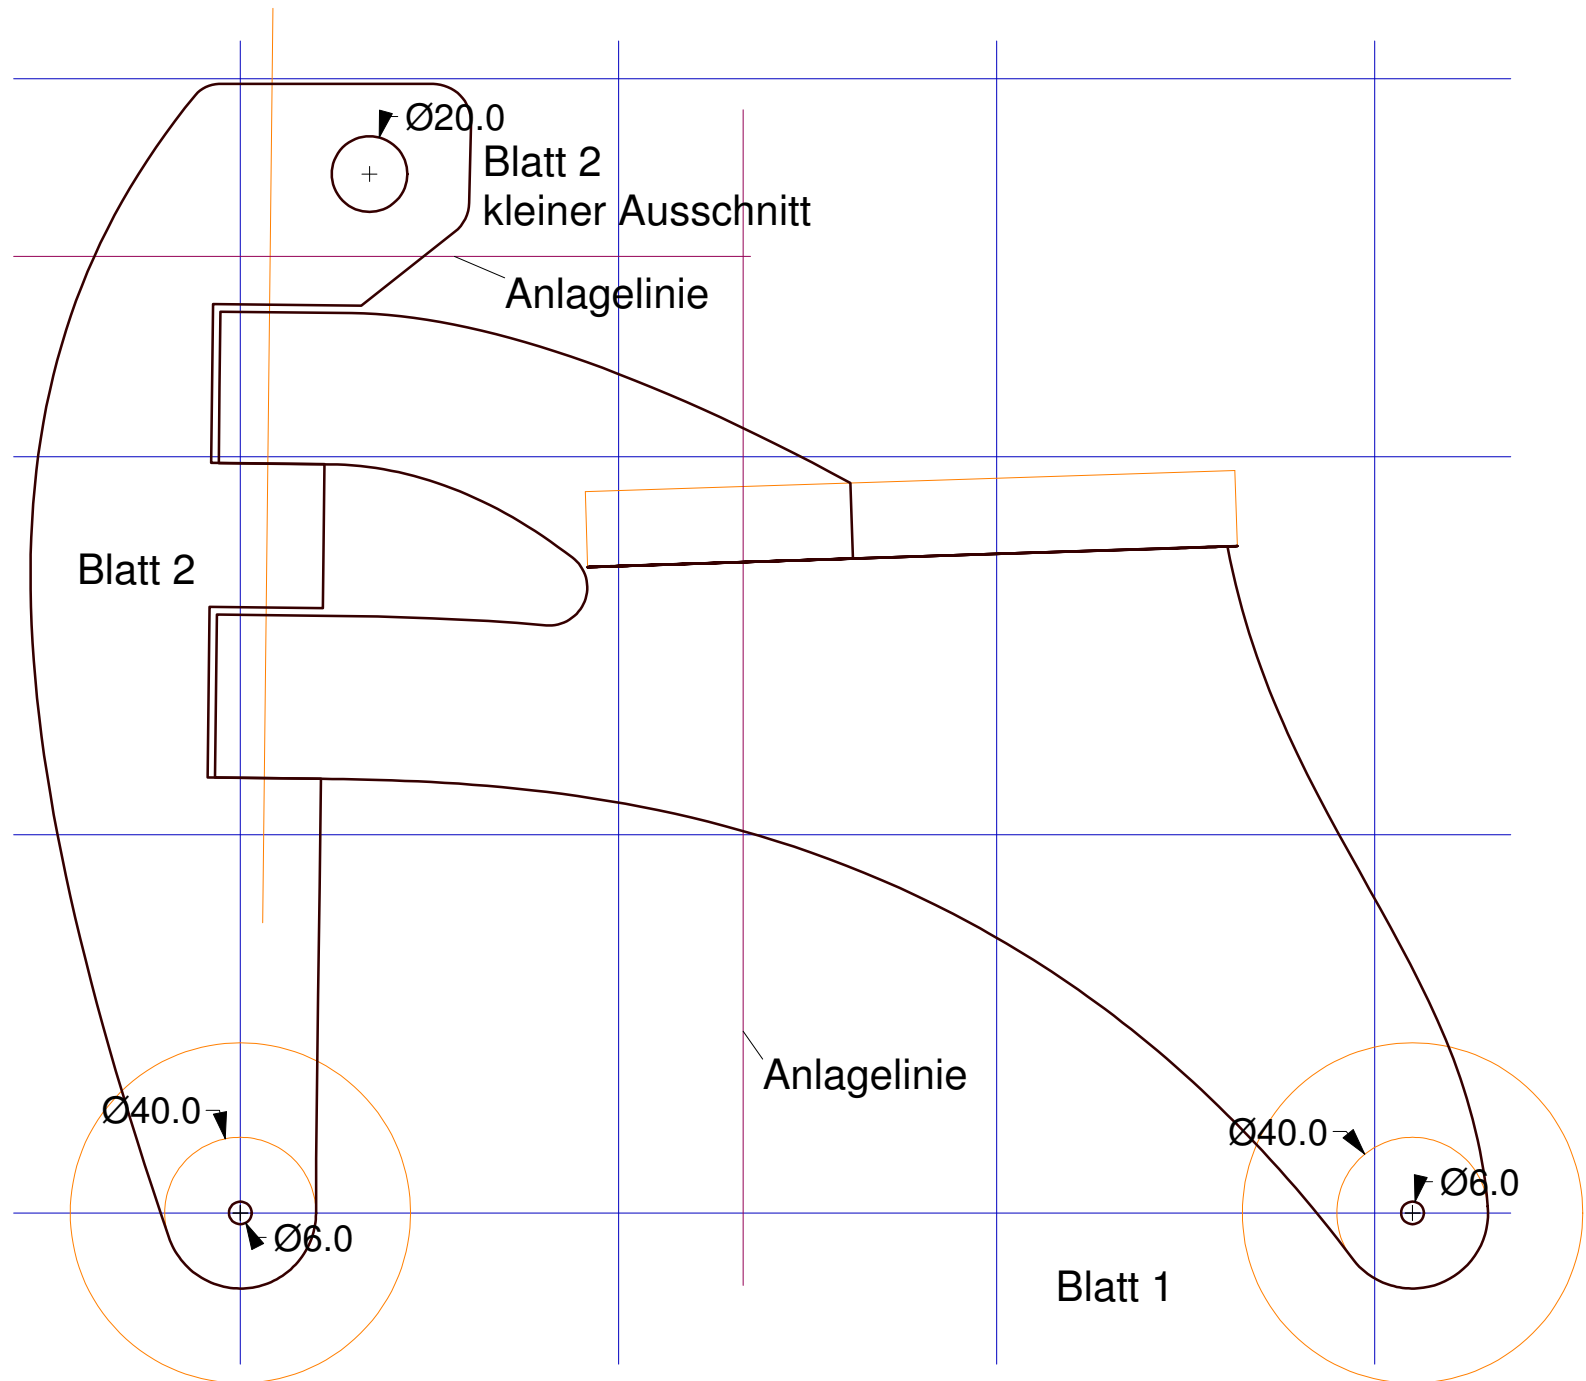 Ø20.0
Blatt 2
kleiner Ausschnitt
Anlagelinie
Blatt 2
Anlagelinie
Ø40.0
Ø40.0
Ø6.0
Ø6.0
Blatt 1